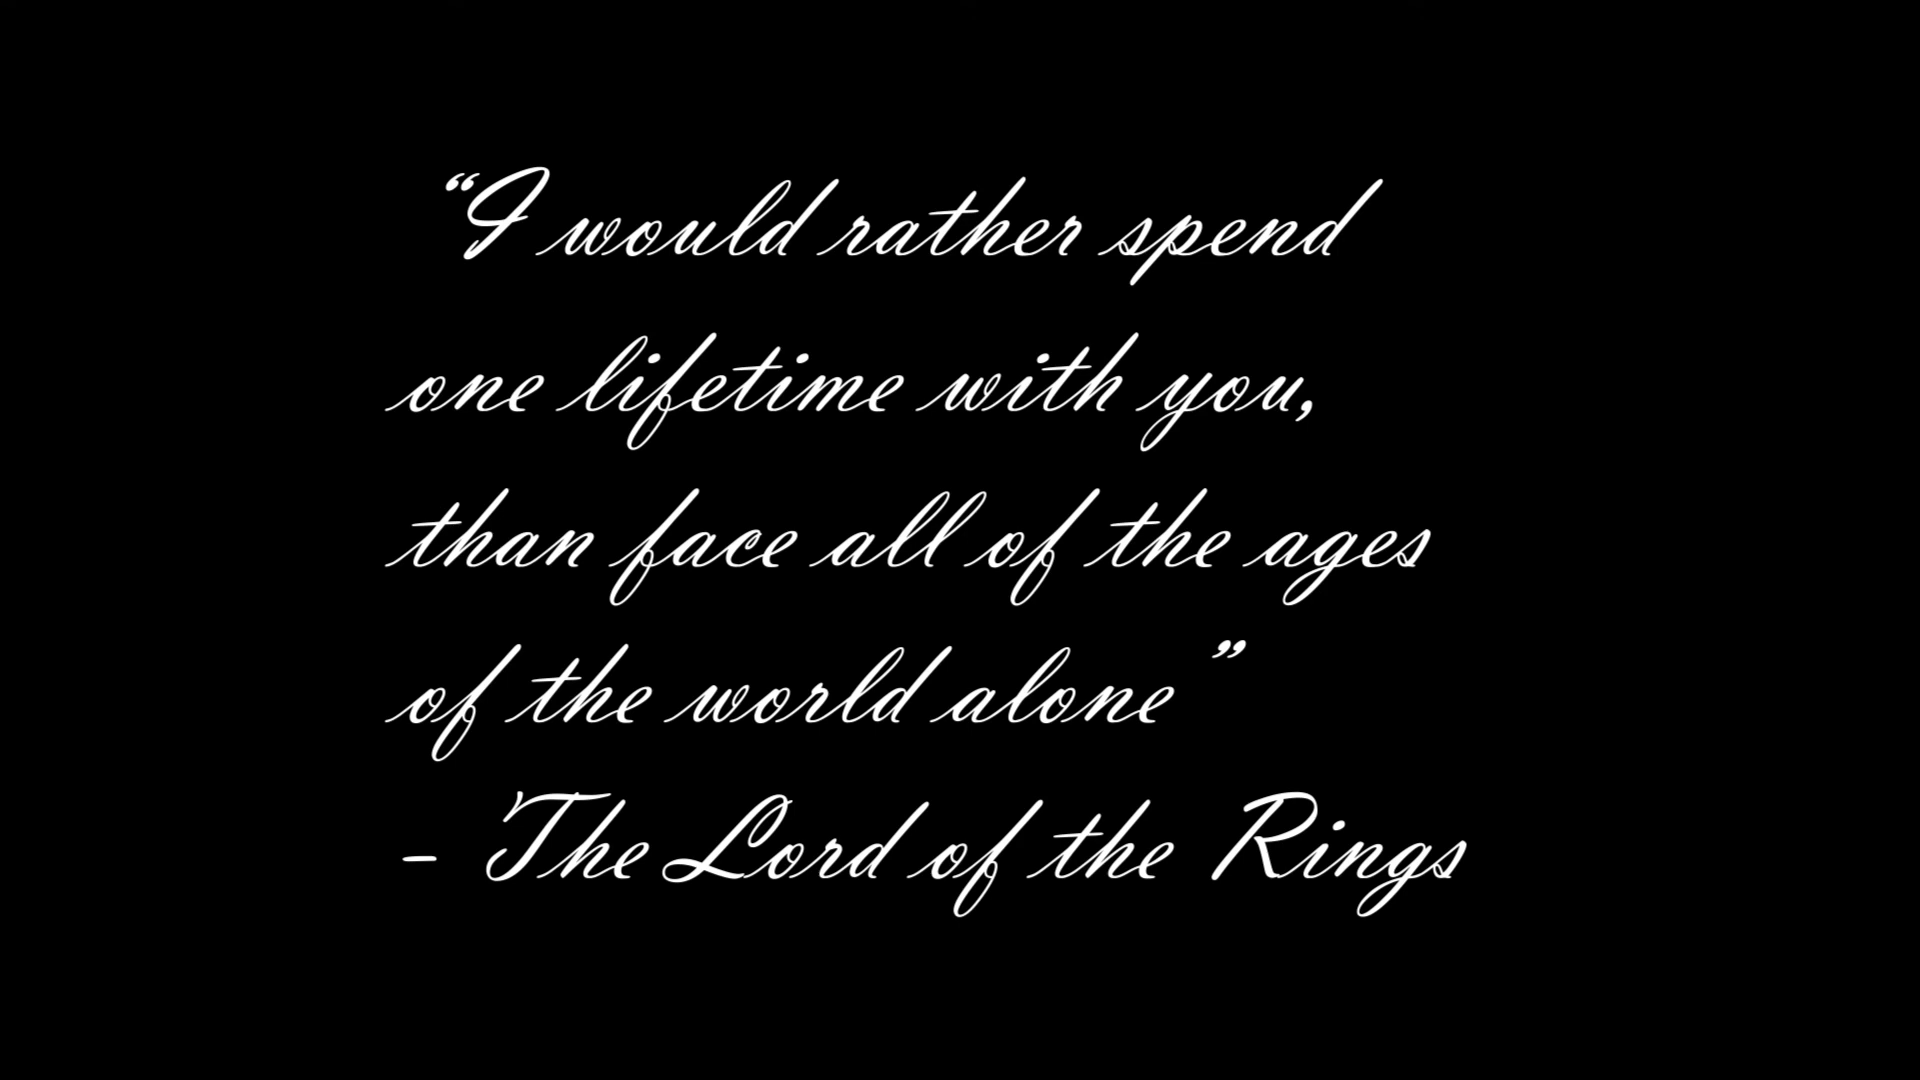 “I would rather spend
one lifetime with you,
than face all of the ages
of the world alone”
- The Lord of the Rings